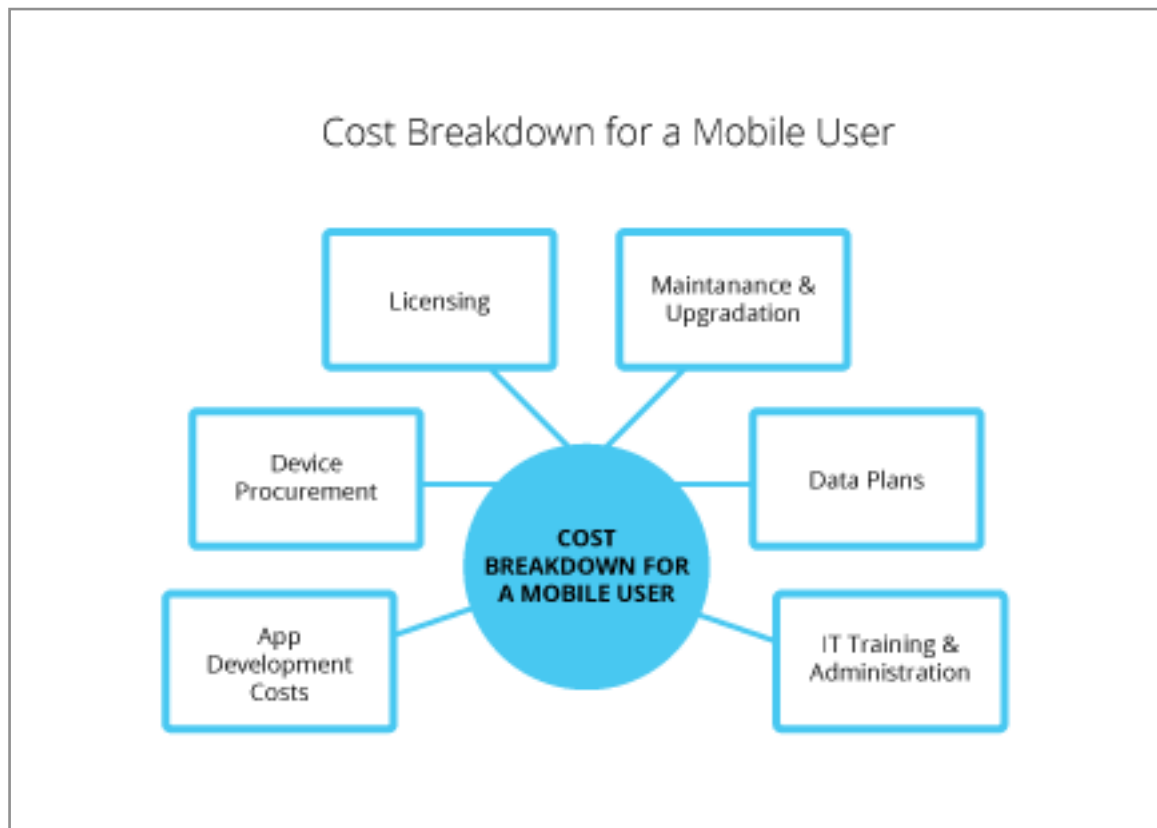 Cost Breakdown for a Mobile User
Licensing
Maintanance &
Upgradation
Device
Procurement
Data Plans
COST
BREAKDOWN FOR
A MOBILE USER
App
Development
Costs
IT Training &
Administration